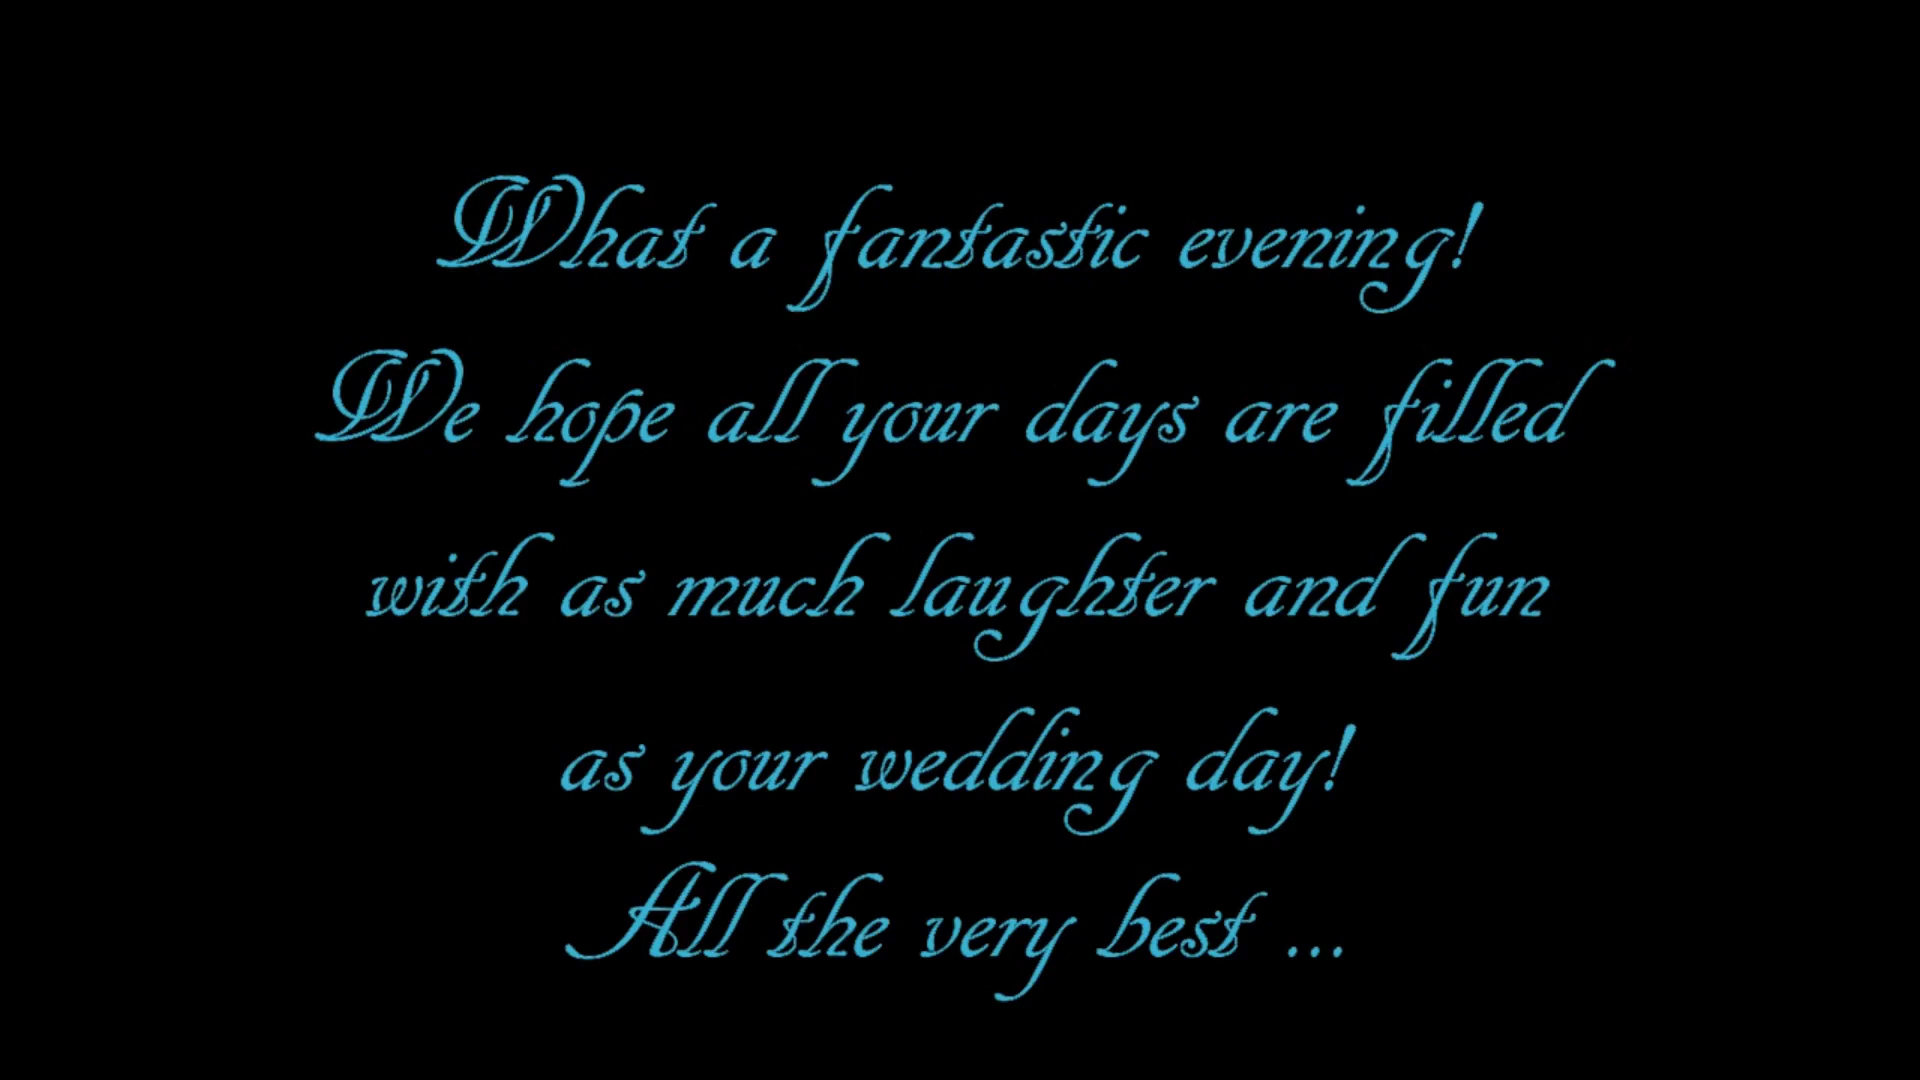 What a fantastic evening!
We hope all your days are filled
with as much laughter and fun
as your wedding day!
All the very best ...